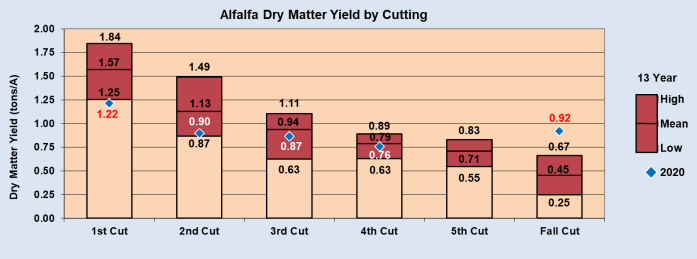 Alfalfa Dry Matter Yield by Cutting
Dry Matter Yield (tons/A)
2.00
1.75
1.50
1.25
1.00
0.75
0.50
0.25
0.00
1.84
1.57
1.25
1.22
1.49
1.13
0.90
0.87
1.11
0.94
0.87
0.63
0.89
0.79
0.76
0.63
0.83
0.71
0.55
0.92
0.67
0.45
0.25
1st Cut
2nd Cut
3rd Cut
4th Cut
5th Cut
Fall Cut
13 Year
High
Mean
Low
2020